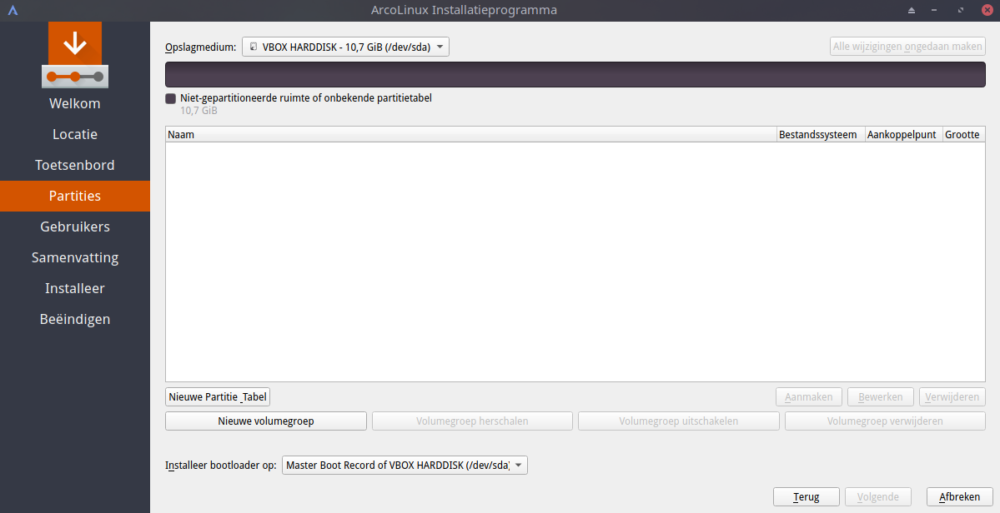 ArcoLinux Installatieprogramma
Welkom
Locatie
Toetsenbord
Partities
Gebruikers
Samenvatting
Installeer
Beëindigen
Opslagmedium: VBOX HARDDISK - 10,7 GiB (/dev/sda) Alle wijzigingen ongedaan maken
Niet-gepartitioneerde ruimte of onbekende partitietabel
10,7 GiB
Naam Bestandssysteem Aankoppelpunt Grootte
Nieuwe Partitie _Tabel Aanmaken Bewerken Verwijderen
Nieuwe volumegroep Volumegroep herschalen Volumegroep uitschakelen Volumegroep verwijderen
Installeer bootloader op: Master Boot Record of VBOX HARDDISK (/dev/sda)
Terug Volgende Afbreken